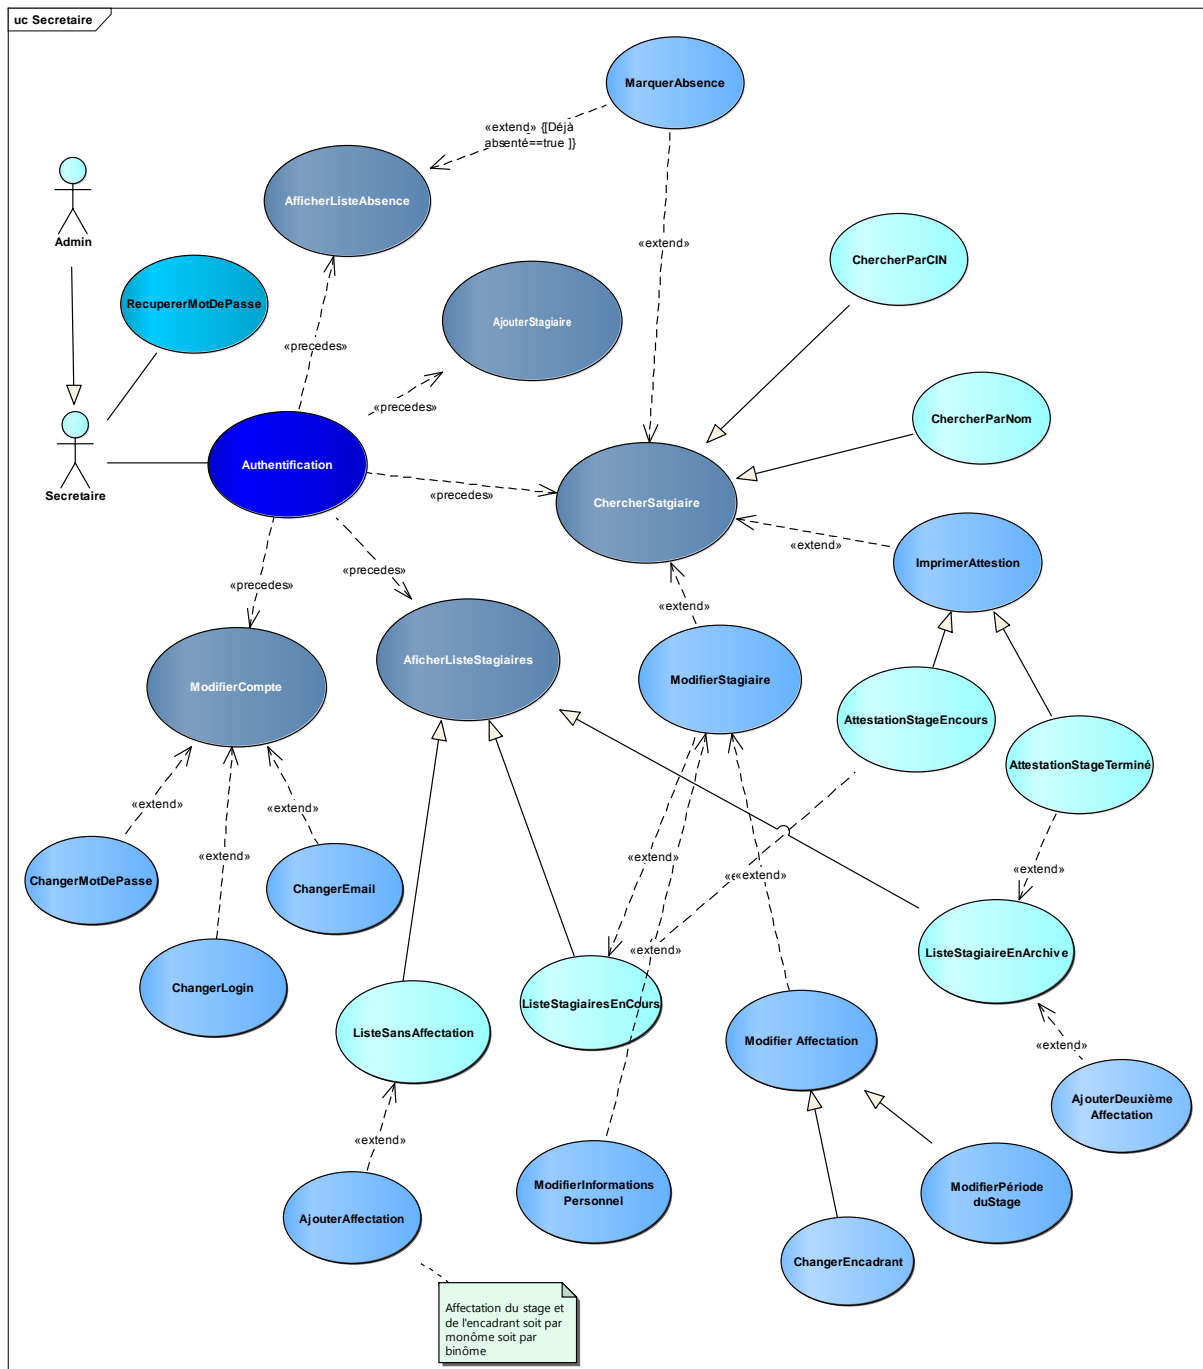 uc Secretaire
MarquerAbsence
«extend» {[Déjà
absenté==true ]}
AfficherListeAbsence
Admin
«extend»
ChercherParCIN
RecupererMotDePasse
AjouterStagiaire
«precedes»
«precedes»
ChercherParNom
Authentification
Secretaire
«precedes»
ChercherSatgiaire
«extend»
ImprimerAttestion
«precedes»
«precedes»
«extend»
AficherListeStagiaires
ModifierCompte
ModifierStagiaire
AttestationStageEncours
AttestationStageTerminé
«extend»
«extend»
«extend»
«extend»
«extend»
«extend»
ChangerMotDePasse
ChangerEmail
«extend»
ListeStagiaireEnArchive
ChangerLogin
ListeStagiairesEnCours
ListeSansAffectation
Modifier Affectation
«extend»
AjouterDeuxième
Affectation
«extend»
ModifierInformations
Personnel
ModifierPériode
duStage
AjouterAffectation
ChangerEncadrant
Affectation du stage et
de l'encadrant soit par
monôme soit par
binôme